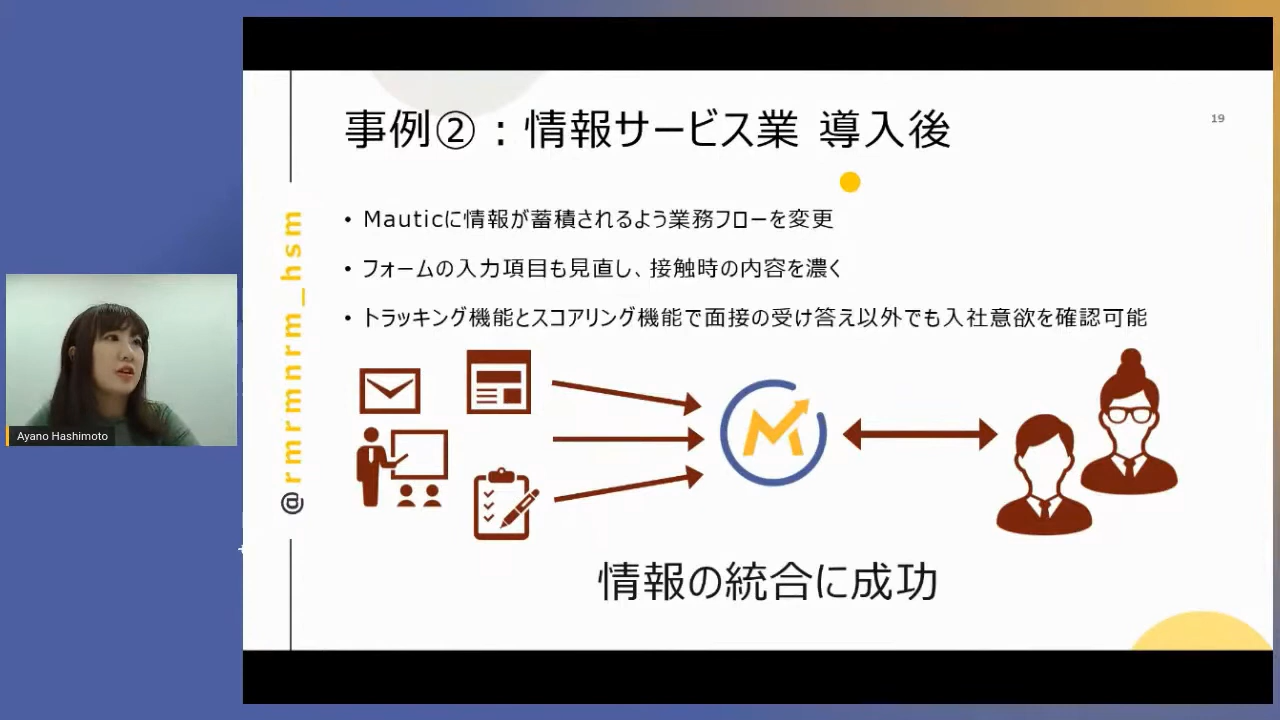 事例②：情報サービス業 導入後
19
• Mauticに情報が蓄積されるよう業務フローを変更
• フォームの入力項目も見直し、接触時の内容を濃く
• トラッキング機能とスコアリング機能で面接の受け答え以外でも入社意欲を確認可能
情報の統合に成功
@rmrmnrm_hsm
Ayano Hashimoto